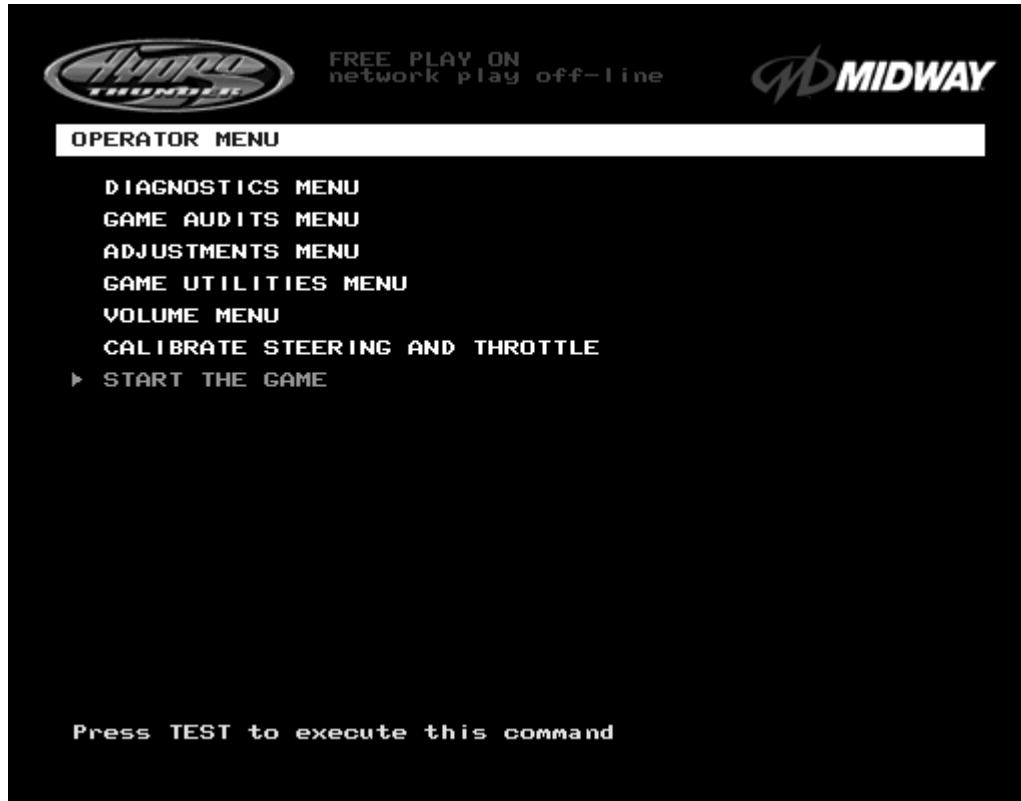 HYDRO
THUNDER
FREE PLAY ON
network play off-line
MIDWAY
OPERATOR MENU
DIAGNOSTICS MENU
GAME AUDITS MENU
ADJUSTMENTS MENU
GAME UTILITIES MENU
VOLUME MENU
CALIBRATE STEERING AND THROTTLE
START THE GAME
Press TEST to execute this command